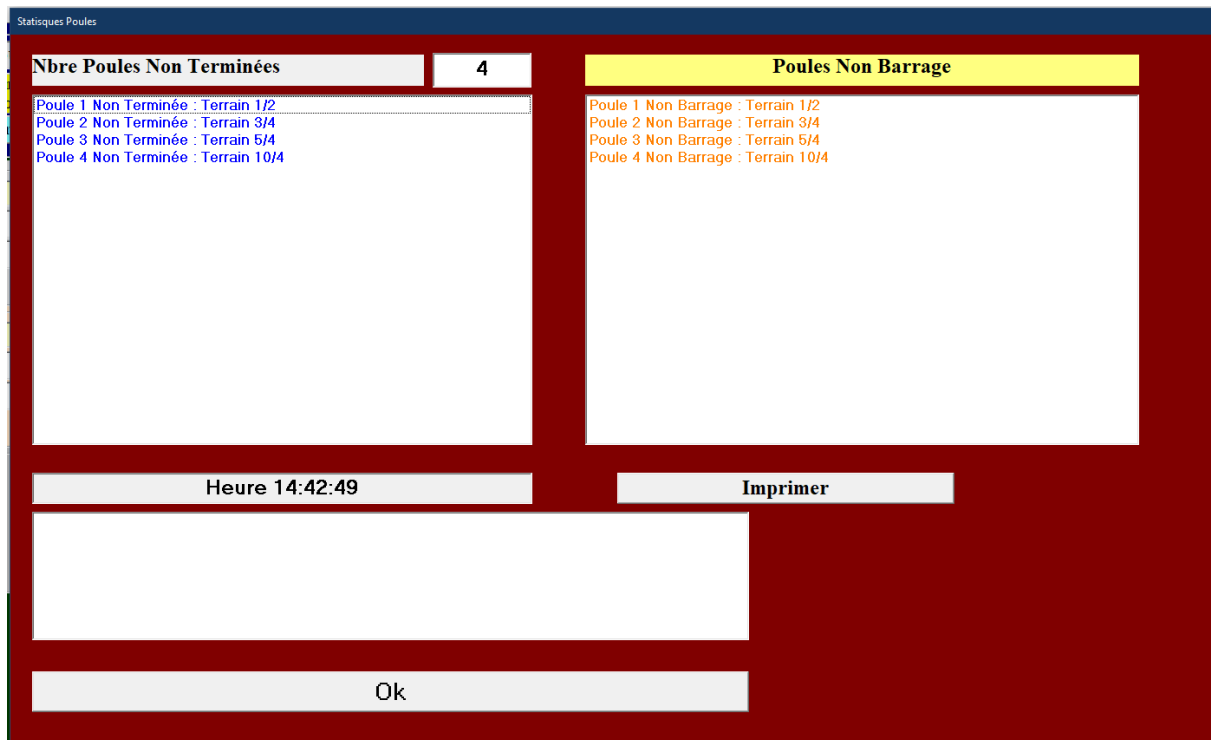 Statisques Poules
Nbre Poules Non Terminées
4
Poule 1 Non Terminée : Terrain 1/2
Poule 2 Non Terminée : Terrain 3/4
Poule 3 Non Terminée : Terrain 5/4
Poule 4 Non Terminée : Terrain 10/4
Poules Non Barrage
Poule 1 Non Barrage : Terrain 1/2
Poule 2 Non Barrage : Terrain 3/4
Poule 3 Non Barrage : Terrain 5/4
Poule 4 Non Barrage : Terrain 10/4
Heure 14:42:49
Imprimer
Ok